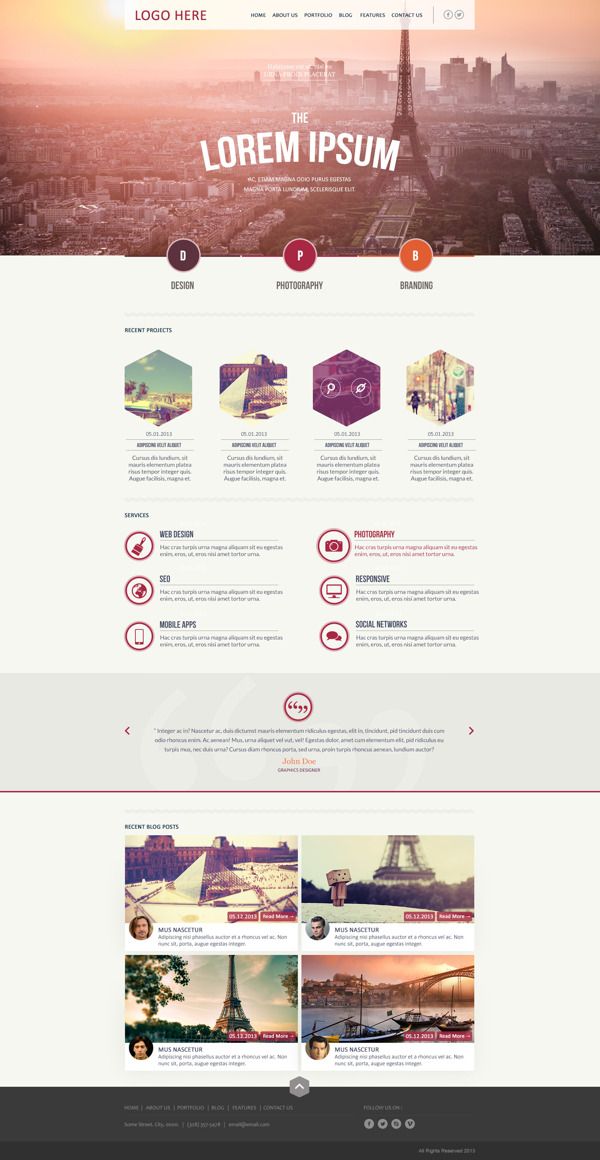 LOGO HERE
HOME ABOUT US PORTFOLIO BLOG FEATURES CONTACT US
URNA PROIN PLACERAT
THE
LOREM IPSUM
AC, ETIAM MAGNA ODIO PURUS EGESTAS
MAGNA PORTA LUNDIUM, SCELERISQUE ELIT.
D P B
DESIGN PHOTOGRAPHY BRANDING
RECENT PROJECTS
05.01.2013 05.01.2013 05.01.2013 05.01.2013
ADIPISCING VELIT ALIQUET ADIPISCING VELIT ALIQUET ADIPISCING VELIT ALIQUET ADIPISCING VELIT ALIQUET
Cursus dis lundium, sit Cursus dis lundium, sit Cursus dis lundium, sit Cursus dis lundium, sit
mauris elementum platea mauris elementum platea mauris elementum platea mauris elementum platea
risus tempor integer quis. risus tempor integer quis. risus tempor integer quis. risus tempor integer quis.
Augue facilisis, magna et. Augue facilisis, magna et. Augue facilisis, magna et. Augue facilisis, magna et.
SERVICES
WEB DESIGN
Hac cras turpis urna magna aliquam sit eu egestas
enim, eros, ut, eros nisi amet tortor urna.
PHOTOGRAPHY
Hac cras turpis urna magna aliquam sit eu egestas
enim, eros, ut, eros nisi amet tortor urna.
SEO
Hac cras turpis urna magna aliquam sit eu egestas
enim, eros, ut, eros nisi amet tortor urna.
RESPONSIVE
Hac cras turpis urna magna aliquam sit eu egestas
enim, eros, ut, eros nisi amet tortor urna.
MOBILE APPS
Hac cras turpis urna magna aliquam sit eu egestas
enim, eros, ut, eros nisi amet tortor urna.
SOCIAL NETWORKS
Hac cras turpis urna magna aliquam sit eu egestas
enim, eros, ut, eros nisi amet tortor urna.
" Integer ac in? Nascetur ac, duis dictumst mauris elementum ridiculus egestas, elit in, tincidunt, pid tincidunt duis cum
odio rhoncus enim. Ac aenean! Mus, urna aliquet vel vut, vel! Egestas dolor, amet cum elementum elit, pid ridiculus eu
turpis mus, nec duis urna? Cursus diam rhoncus porta, sed urna, proin turpis rhoncus aenean, lundium auctor?
John Doe
GRAPHICS DESIGNER
RECENT BLOG POSTS
05.12.2013 Read More →
MUS NASCETUR
Adipiscing nisi phasellus auctor et a rhoncus vel ac. Non
nunc sit, porta, augue egestas integer.
05.12.2013 Read More →
MUS NASCETUR
Adipiscing nisi phasellus auctor et a rhoncus vel ac. Non
nunc sit, porta, augue egestas integer.
05.12.2013 Read More →
MUS NASCETUR
Adipiscing nisi phasellus auctor et a rhoncus vel ac. Non
nunc sit, porta, augue egestas integer.
05.12.2013 Read More →
MUS NASCETUR
Adipiscing nisi phasellus auctor et a rhoncus vel ac. Non
nunc sit, porta, augue egestas integer.
HOME | ABOUT US | PORTFOLIO | BLOG | FEATURES | CONTACT US
FOLLOW US ON :
Some Street. City, 0000. | (318) 357-5478 | email@email.com
All Rights Reserved 2013